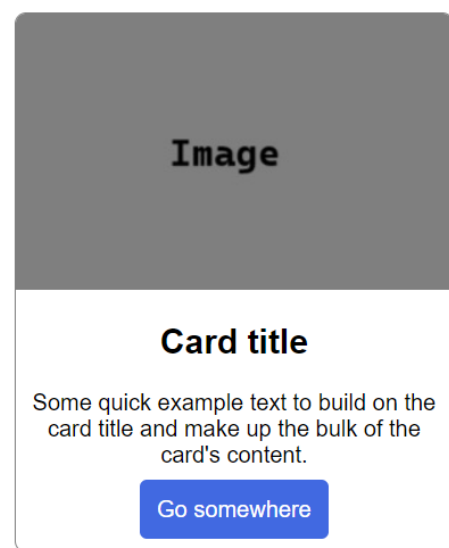 Image
Card title
Some quick example text to build on the
card title and make up the bulk of the
card's content.
Go somewhere